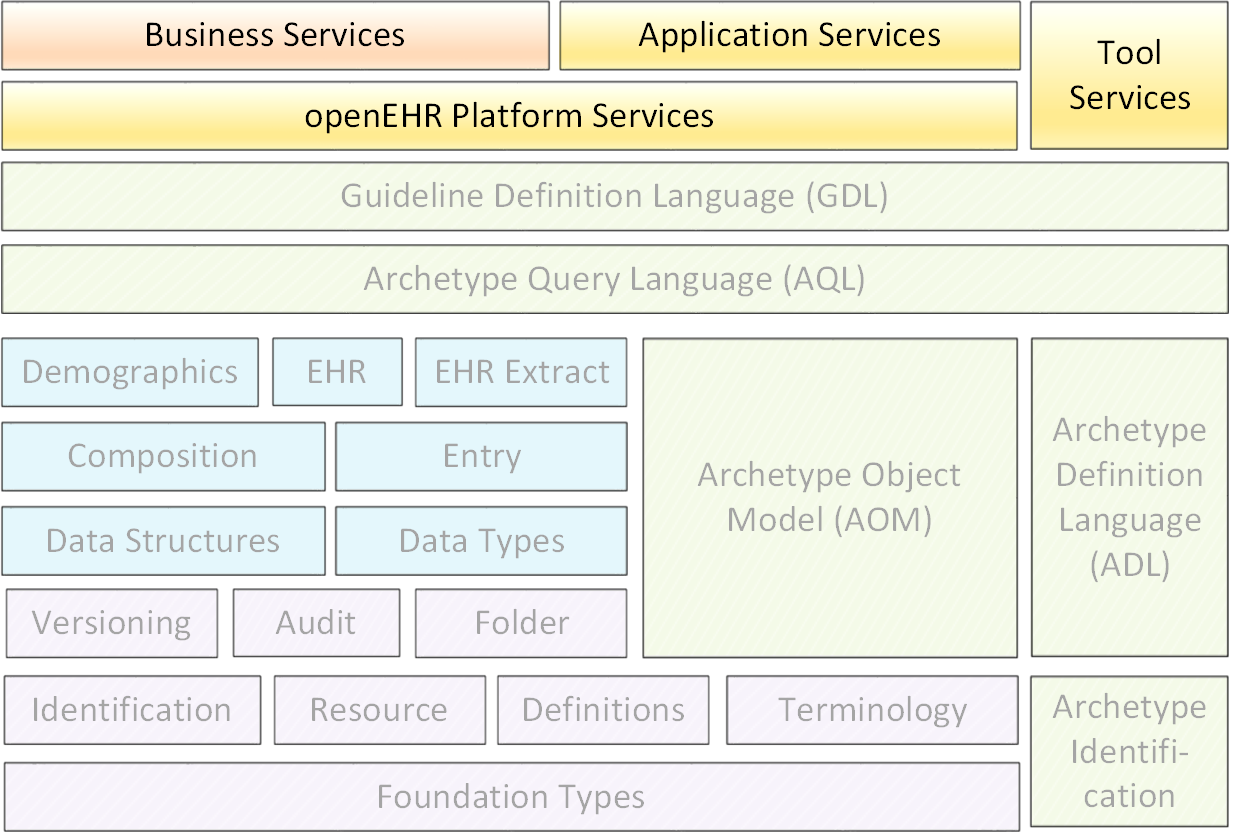 Business Services
Application Services
Tool
Services
openEHR Platform Services
Guideline Definition Language (GDL)
Archetype Query Language (AQL)
Demographics
EHR
EHR Extract
Composition
Entry
Data Structures
Data Types
Versioning
Audit
Folder
Archetype Object
Model (AOM)
Archetype
Definition
Language
(ADL)
Identification
Resource
Definitions
Terminology
Archetype
Identifi-
cation
Foundation Types